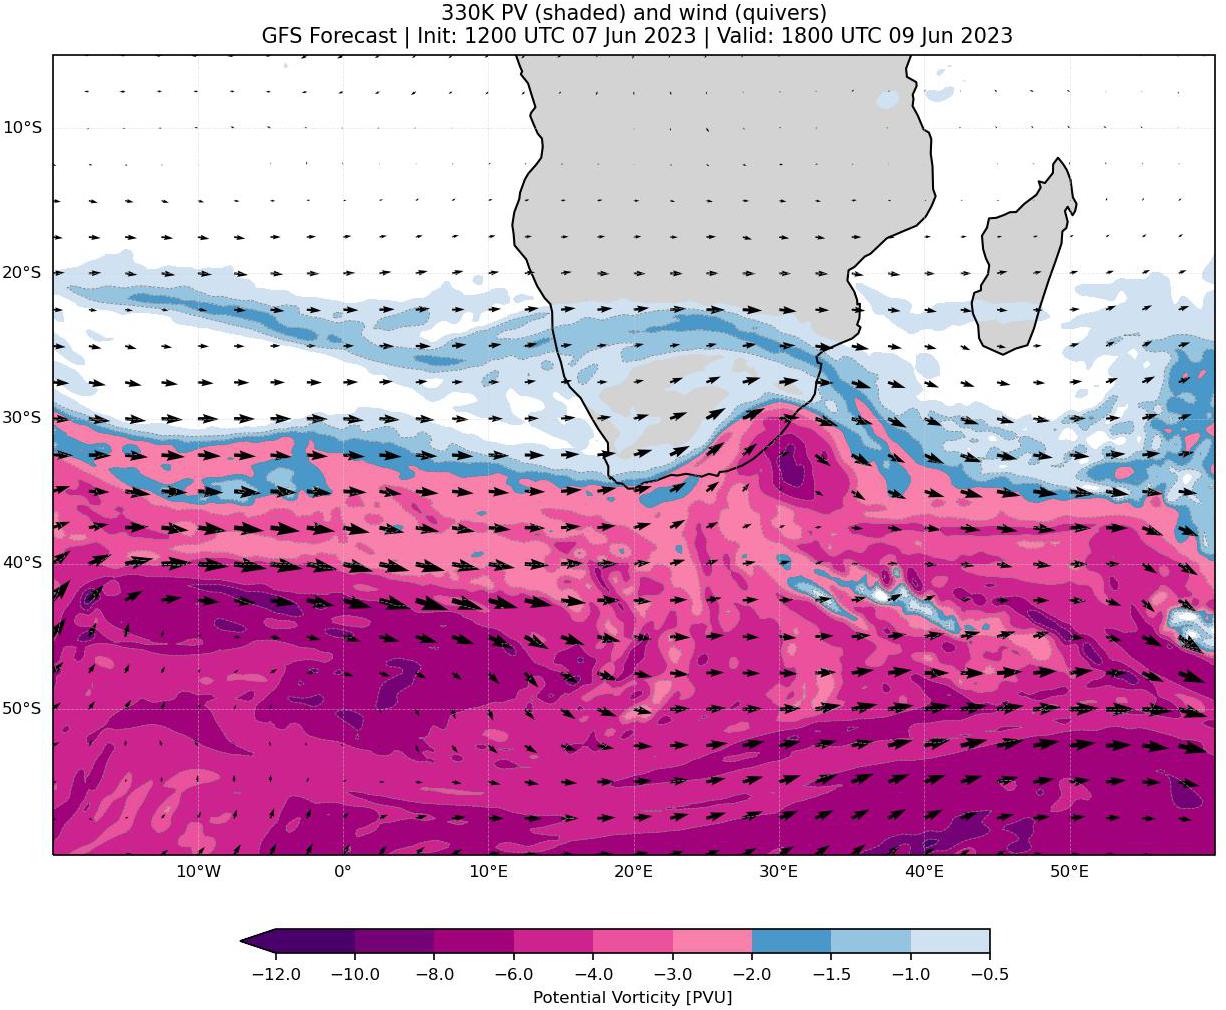 330K PV (shaded) and wind (quivers)
GFS Forecast | Init: 1200 UTC 07 Jun 2023 | Valid: 1800 UTC 09 Jun 2023
10°S
20°S
30°S
40°S
50°S
10°W 0° 10°E 20°E 30°E 40°E 50°E
−12.0 −10.0 −8.0 −6.0 −4.0 −3.0 −2.0 −1.5 −1.0 −0.5
Potential Vorticity [PVU]